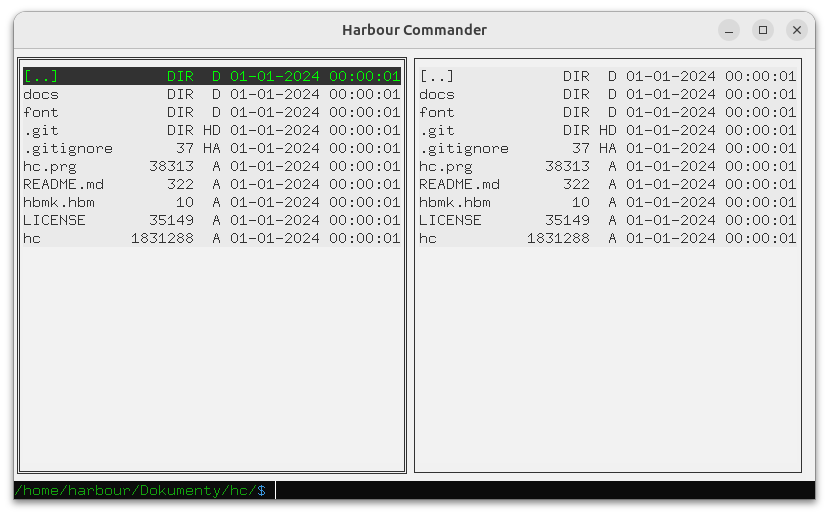 Harbour Commander
[..] DIR D 01-01-2024 00:00:01
docs DIR D 01-01-2024 00:00:01
font DIR D 01-01-2024 00:00:01
.git DIR HD 01-01-2024 00:00:01
.gitignore 37 HA 01-01-2024 00:00:01
hc.prg 38313 A 01-01-2024 00:00:01
README.md 322 A 01-01-2024 00:00:01
hbmk.hbm 10 A 01-01-2024 00:00:01
LICENSE 35149 A 01-01-2024 00:00:01
hc 1831288 A 01-01-2024 00:00:01
[..] DIR D 01-01-2024 00:00:01
docs DIR D 01-01-2024 00:00:01
font DIR D 01-01-2024 00:00:01
.git DIR HD 01-01-2024 00:00:01
.gitignore 37 HA 01-01-2024 00:00:01
hc.prg 38313 A 01-01-2024 00:00:01
README.md 322 A 01-01-2024 00:00:01
hbmk.hbm 10 A 01-01-2024 00:00:01
LICENSE 35149 A 01-01-2024 00:00:01
hc 1831288 A 01-01-2024 00:00:01
/home/harbour/Dokumenty/hc/$